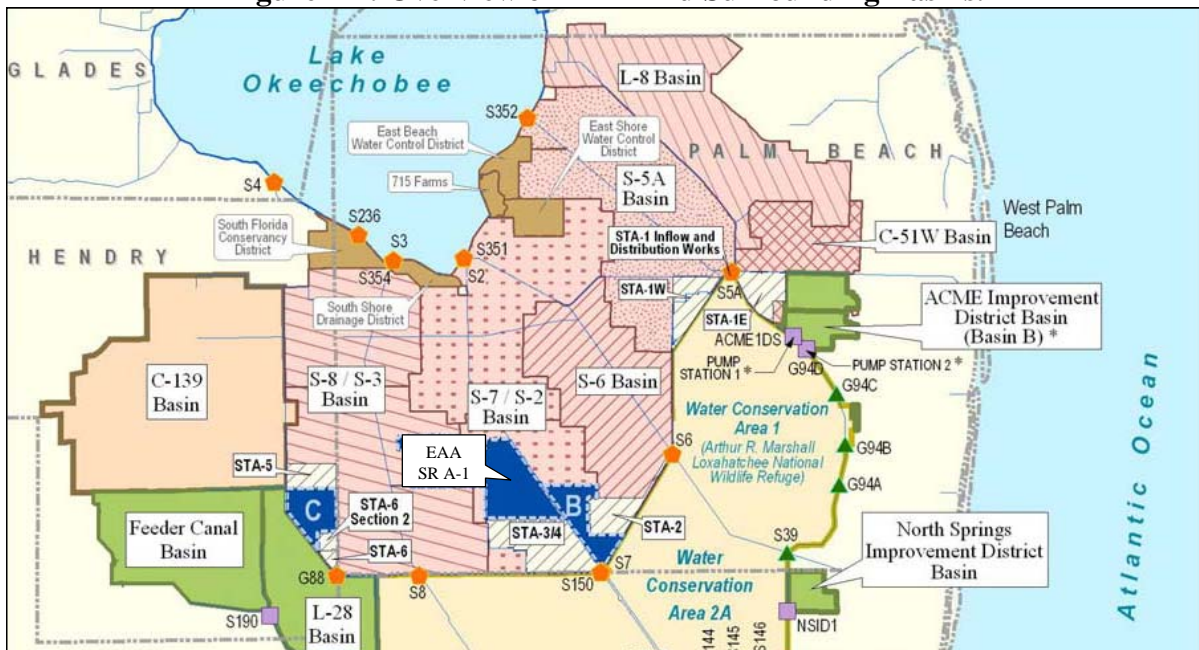 GLADES
Lake
Okeechobee
L-8 Basin
S352
East Beach
Water Control District
East Shore
Water Control
District
PALM BEACH
715 Farms
S-5A
Basin
S4
S236
S3
S354
S351
S2
South Florida
Conservancy
District
HENDRY
South Shore
Drainage District
STA-1 Inflow and
Distribution Works
West Palm
Beach
C-51W Basin
STA-1W
S5A
STA-1E
ACME Improvement
District Basin
(Basin B) *
ACME1DS
PUMP
STATION 1 *
G94D
PUMP STATION 2 *
G94C
C-139
Basin
S-8 / S-3
Basin
S-7 / S-2
Basin
S-6 Basin
Water Conservation
Area 1
(Arthur R. Marshall
Loxahatchee National
Wildlife Refuge)
S6
G94B
G94A
EAA
SR A-1
STA-5
C
B
STA-6
Section 2
STA-3/4
STA-2
STA-6
Feeder Canal
Basin
S39
North Springs
Improvement District
Basin
Atlantic Ocean
G88
S8
S150
S7
Water
Conservation
Area 2A
S190
L-28
Basin
NSID1
S145
S146